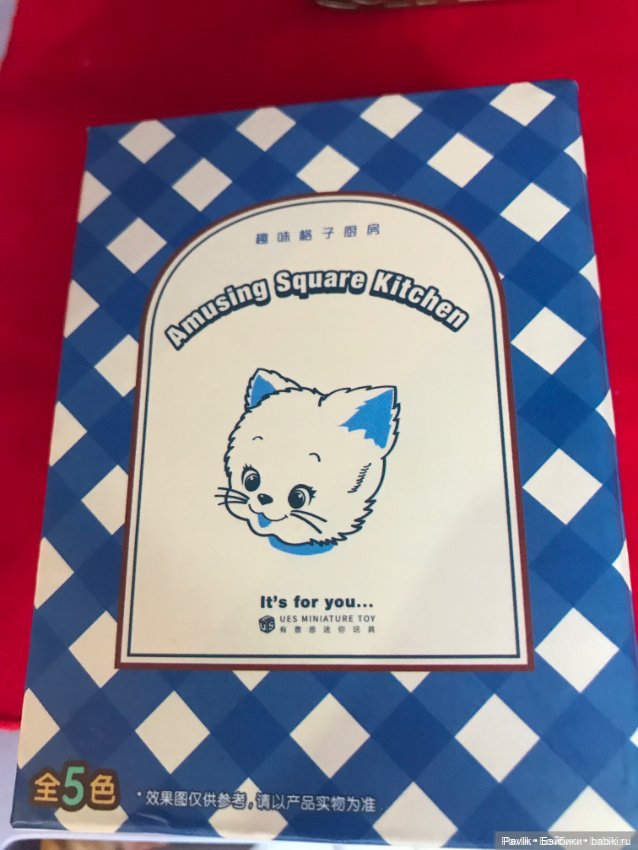 趣味格子厨房
Amusing Square Kitchen
It's for you...
UES MINIATURE TOY
有意思迷你玩具
全5色
*效果图仅供参考,请以产品实物为准
Pavlik • Бэйбики • babiki.ru